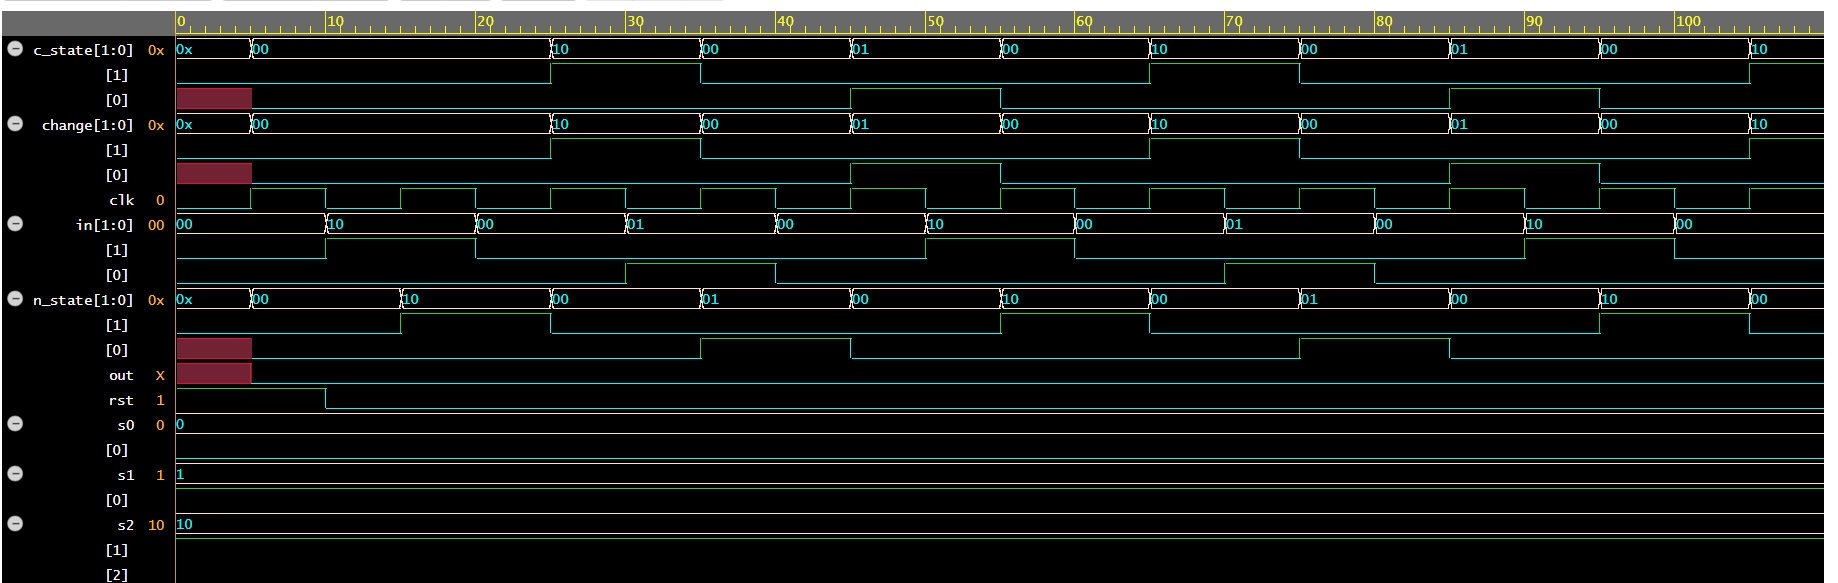 0 10 20 30 40 50 60 70 80 90 100
c_state[1:0] 0x 0x 00 10 00 01 00 10 00 01 00 10
[1]
[0]
change[1:0] 0x 0x 00 10 00 01 00 10 00 01 00 10
[1]
[0]
clk 0
in[1:0] 00 00 10 00 01 00 10 00 01 00 10 00
[1]
[0]
n_state[1:0] 0x 0x 00 10 00 01 00 10 00 01 00 10 00
[1]
[0]
out X
rst 1
s0 0 0
[0]
s1 1 1
[0]
s2 10 10
[1]
[2]